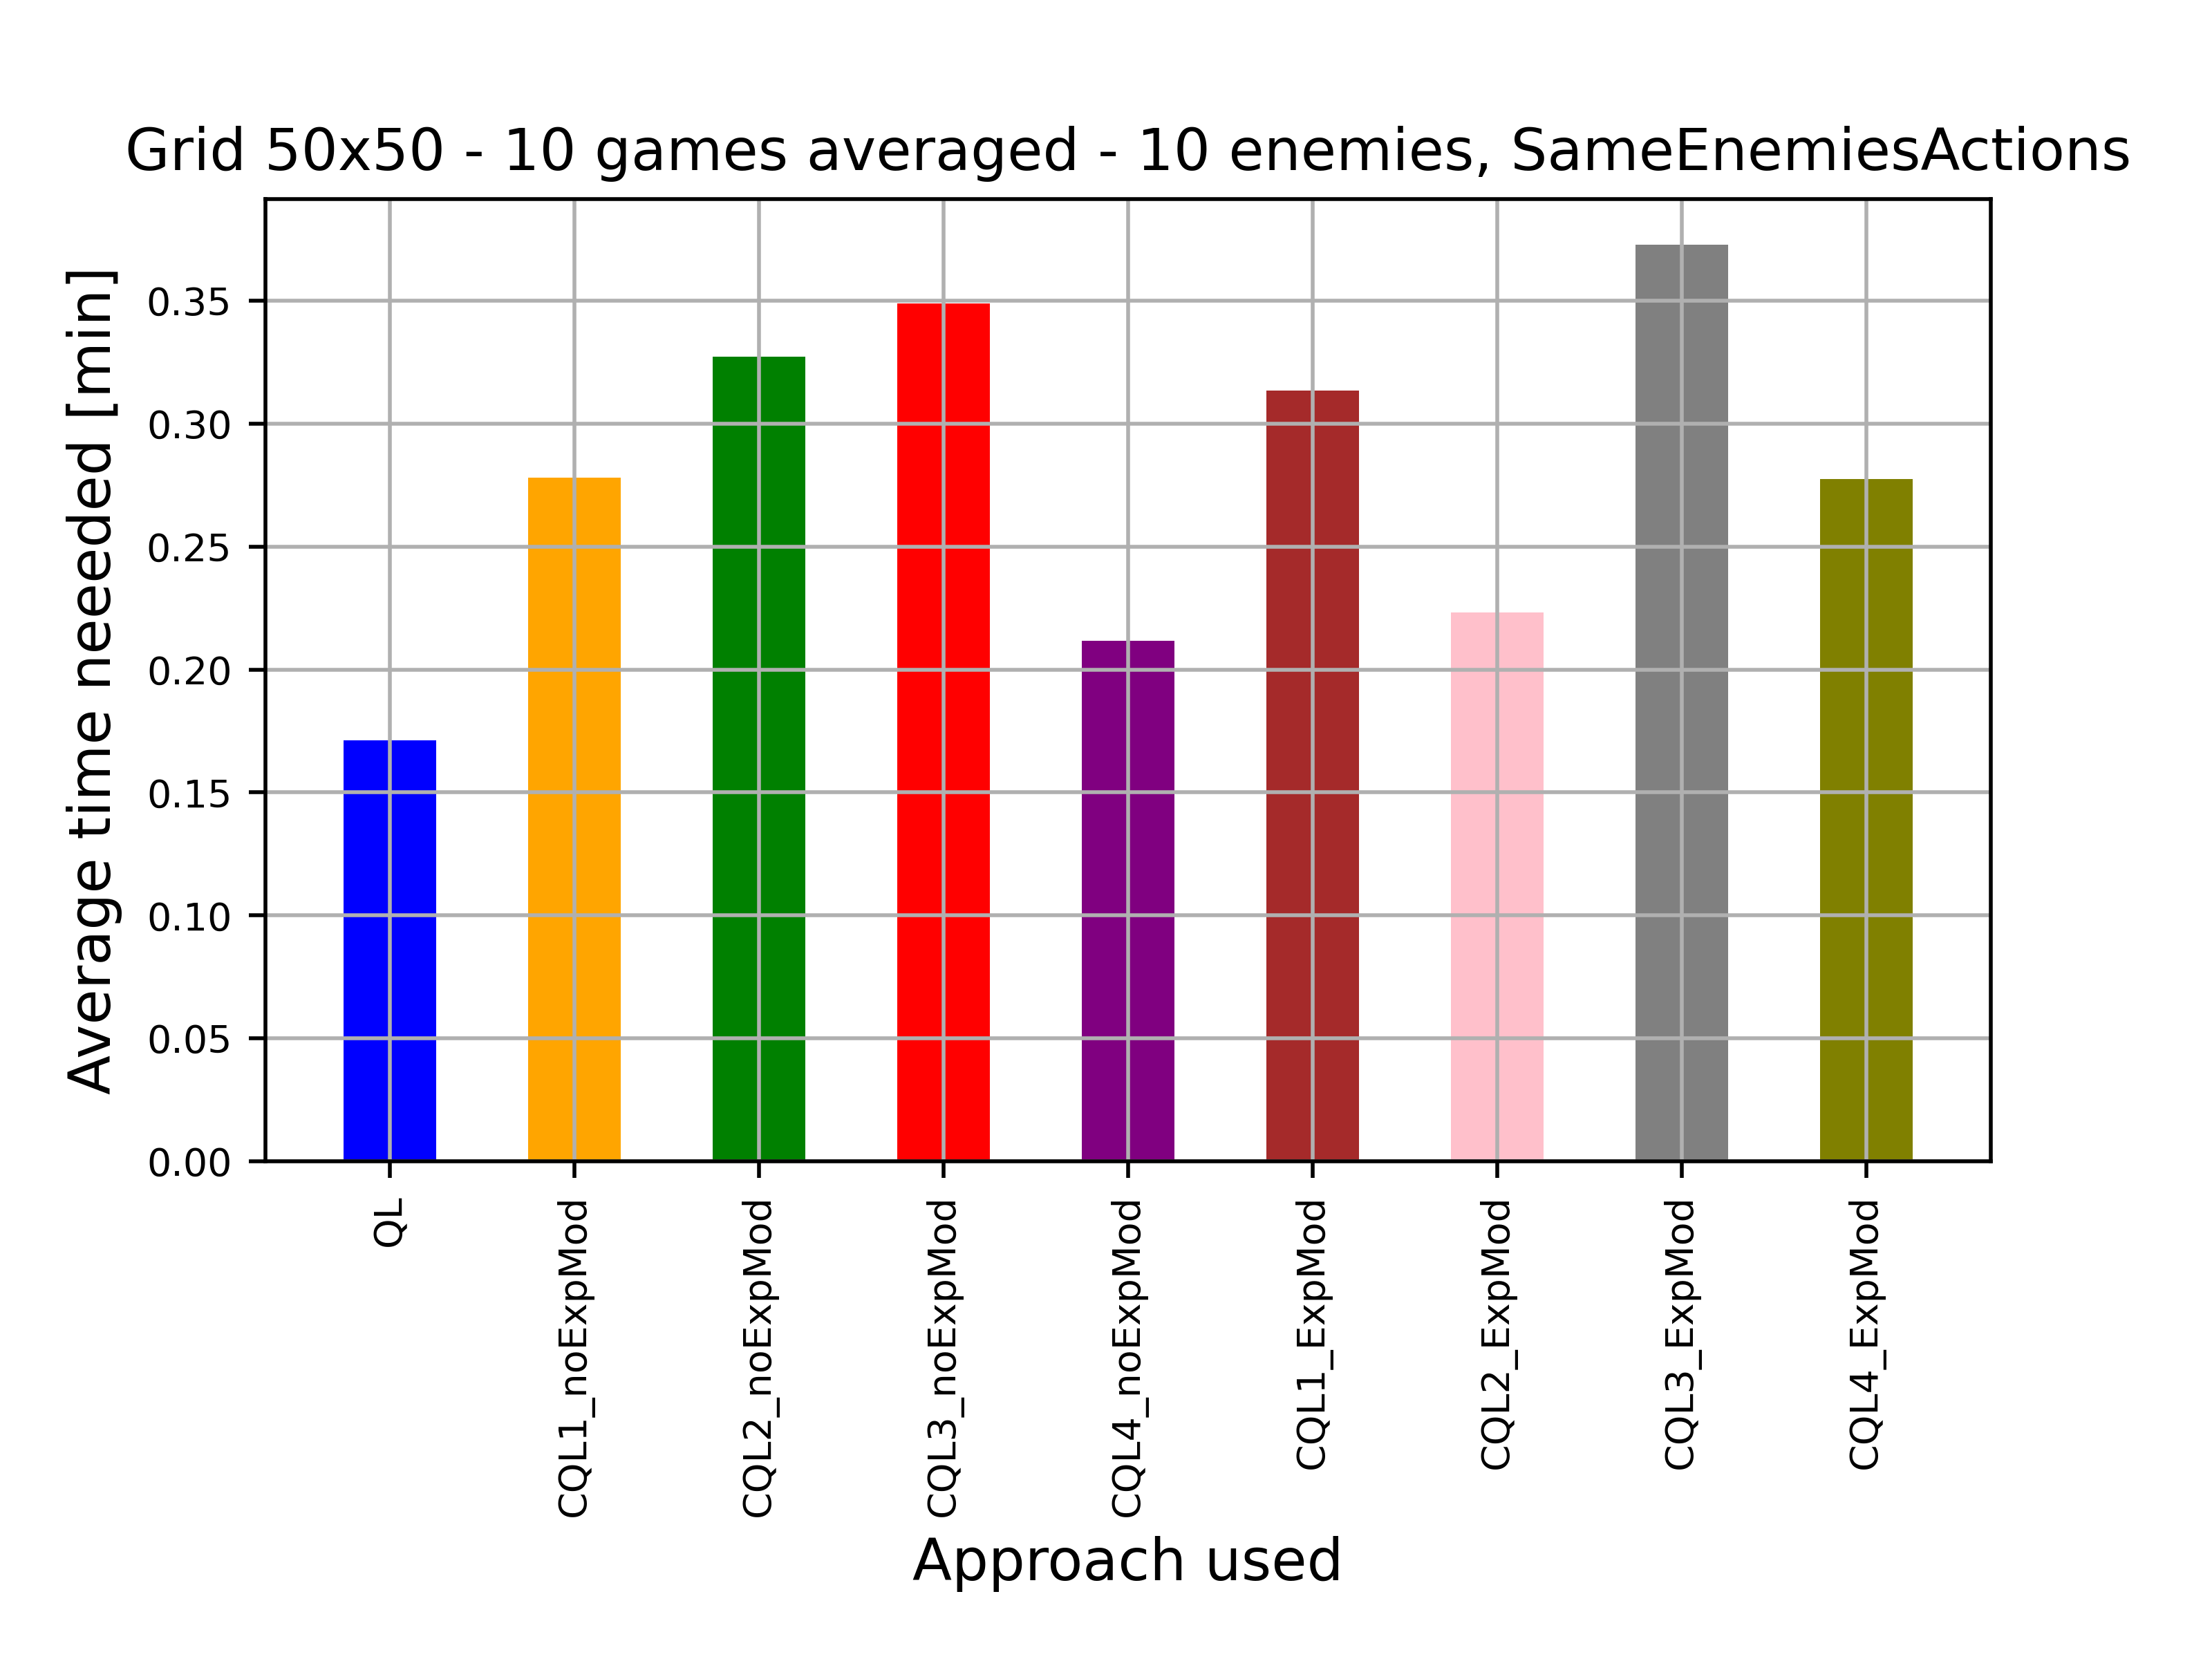 Grid 50x50 - 10 games averaged - 10 enemies, SameEnemiesActions
Average time needed [min]
0.35
0.30
0.25
0.20
0.15
0.10
0.05
0.00
QL
CQL1_noExpMod
CQL2_noExpMod
CQL3_noExpMod
CQL4_noExpMod
CQL1_ExpMod
CQL2_ExpMod
CQL3_ExpMod
CQL4_ExpMod
Approach used